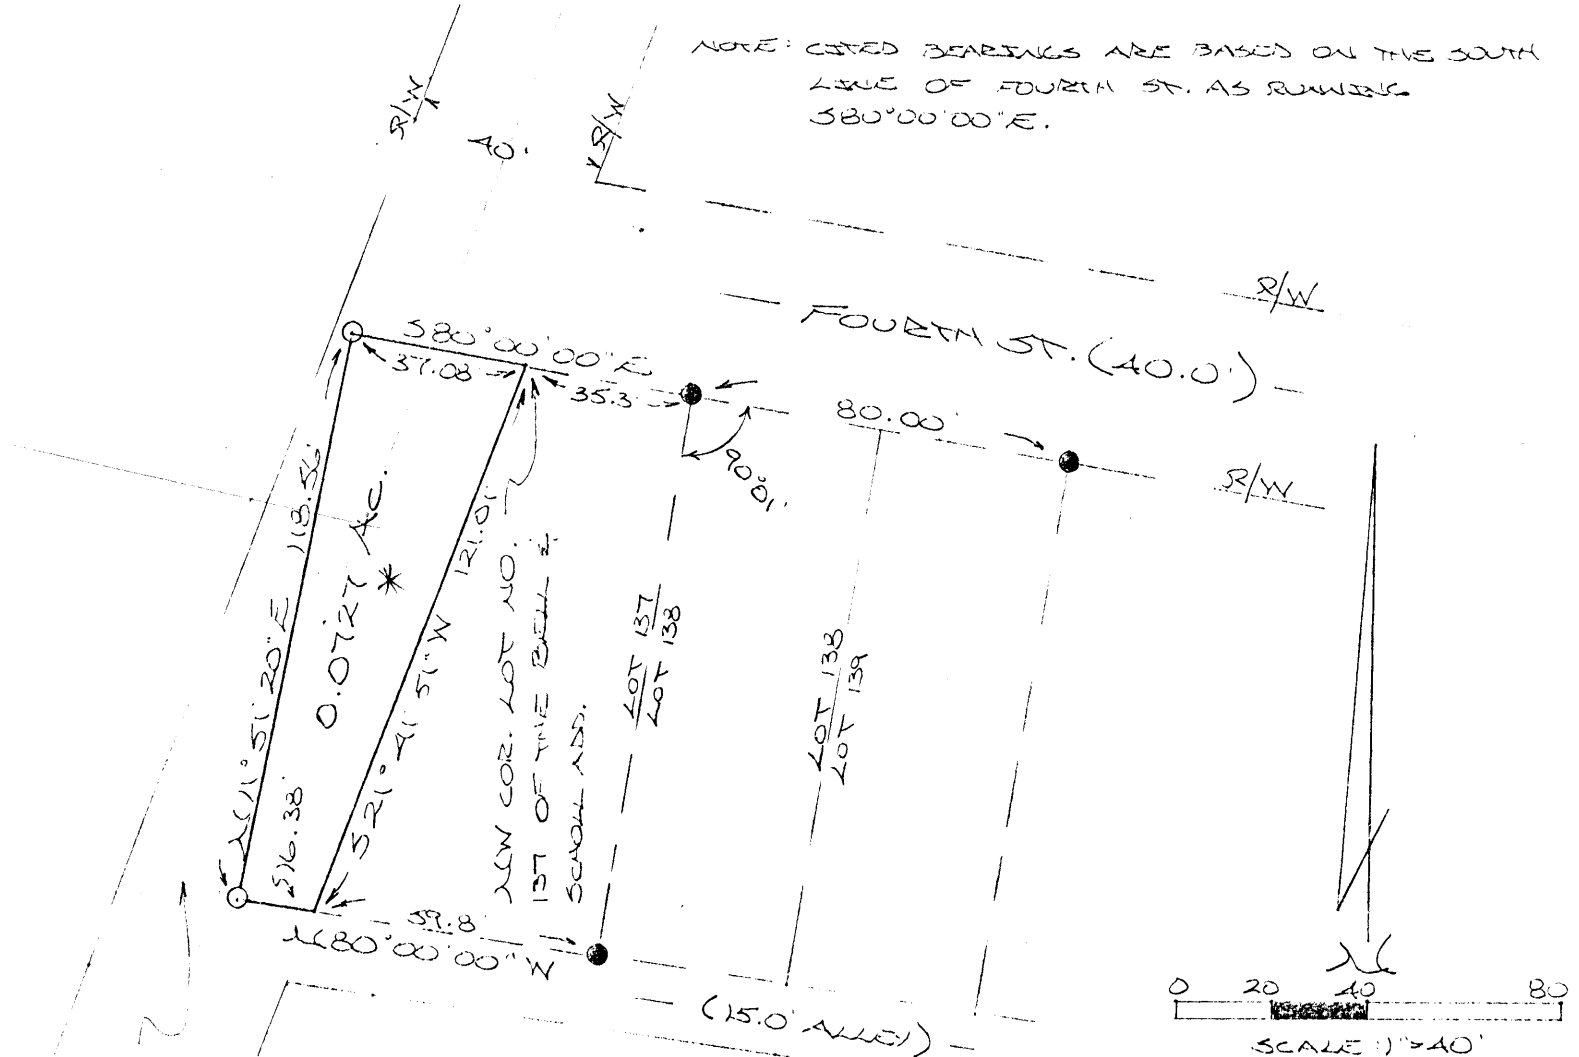 NOTE: CITED BEARINGS ARE BASED ON THE SOUTH
LINE OF FOURTH ST. AS RUNNING
S80°00'00"E.
R/W
40'
R/W
R/W
FOURTH ST. (40.0')
S80°00'00"E
37.08
35.3
80.00'
90°01'
R/W
N11°51'20"E 118.56'
0.0727 Ac.
*
S21°41'51"W 121.01'
NW COR. LOT NO.
137 OF THE BELL &
SCHOLL ADD.
LOT 137
LOT 138
LOT 138
LOT 139
16.38'
59.8'
N80°00'00"W
(15.0' ALLEY)
N
0 20 40 80
SCALE: 1"=40'